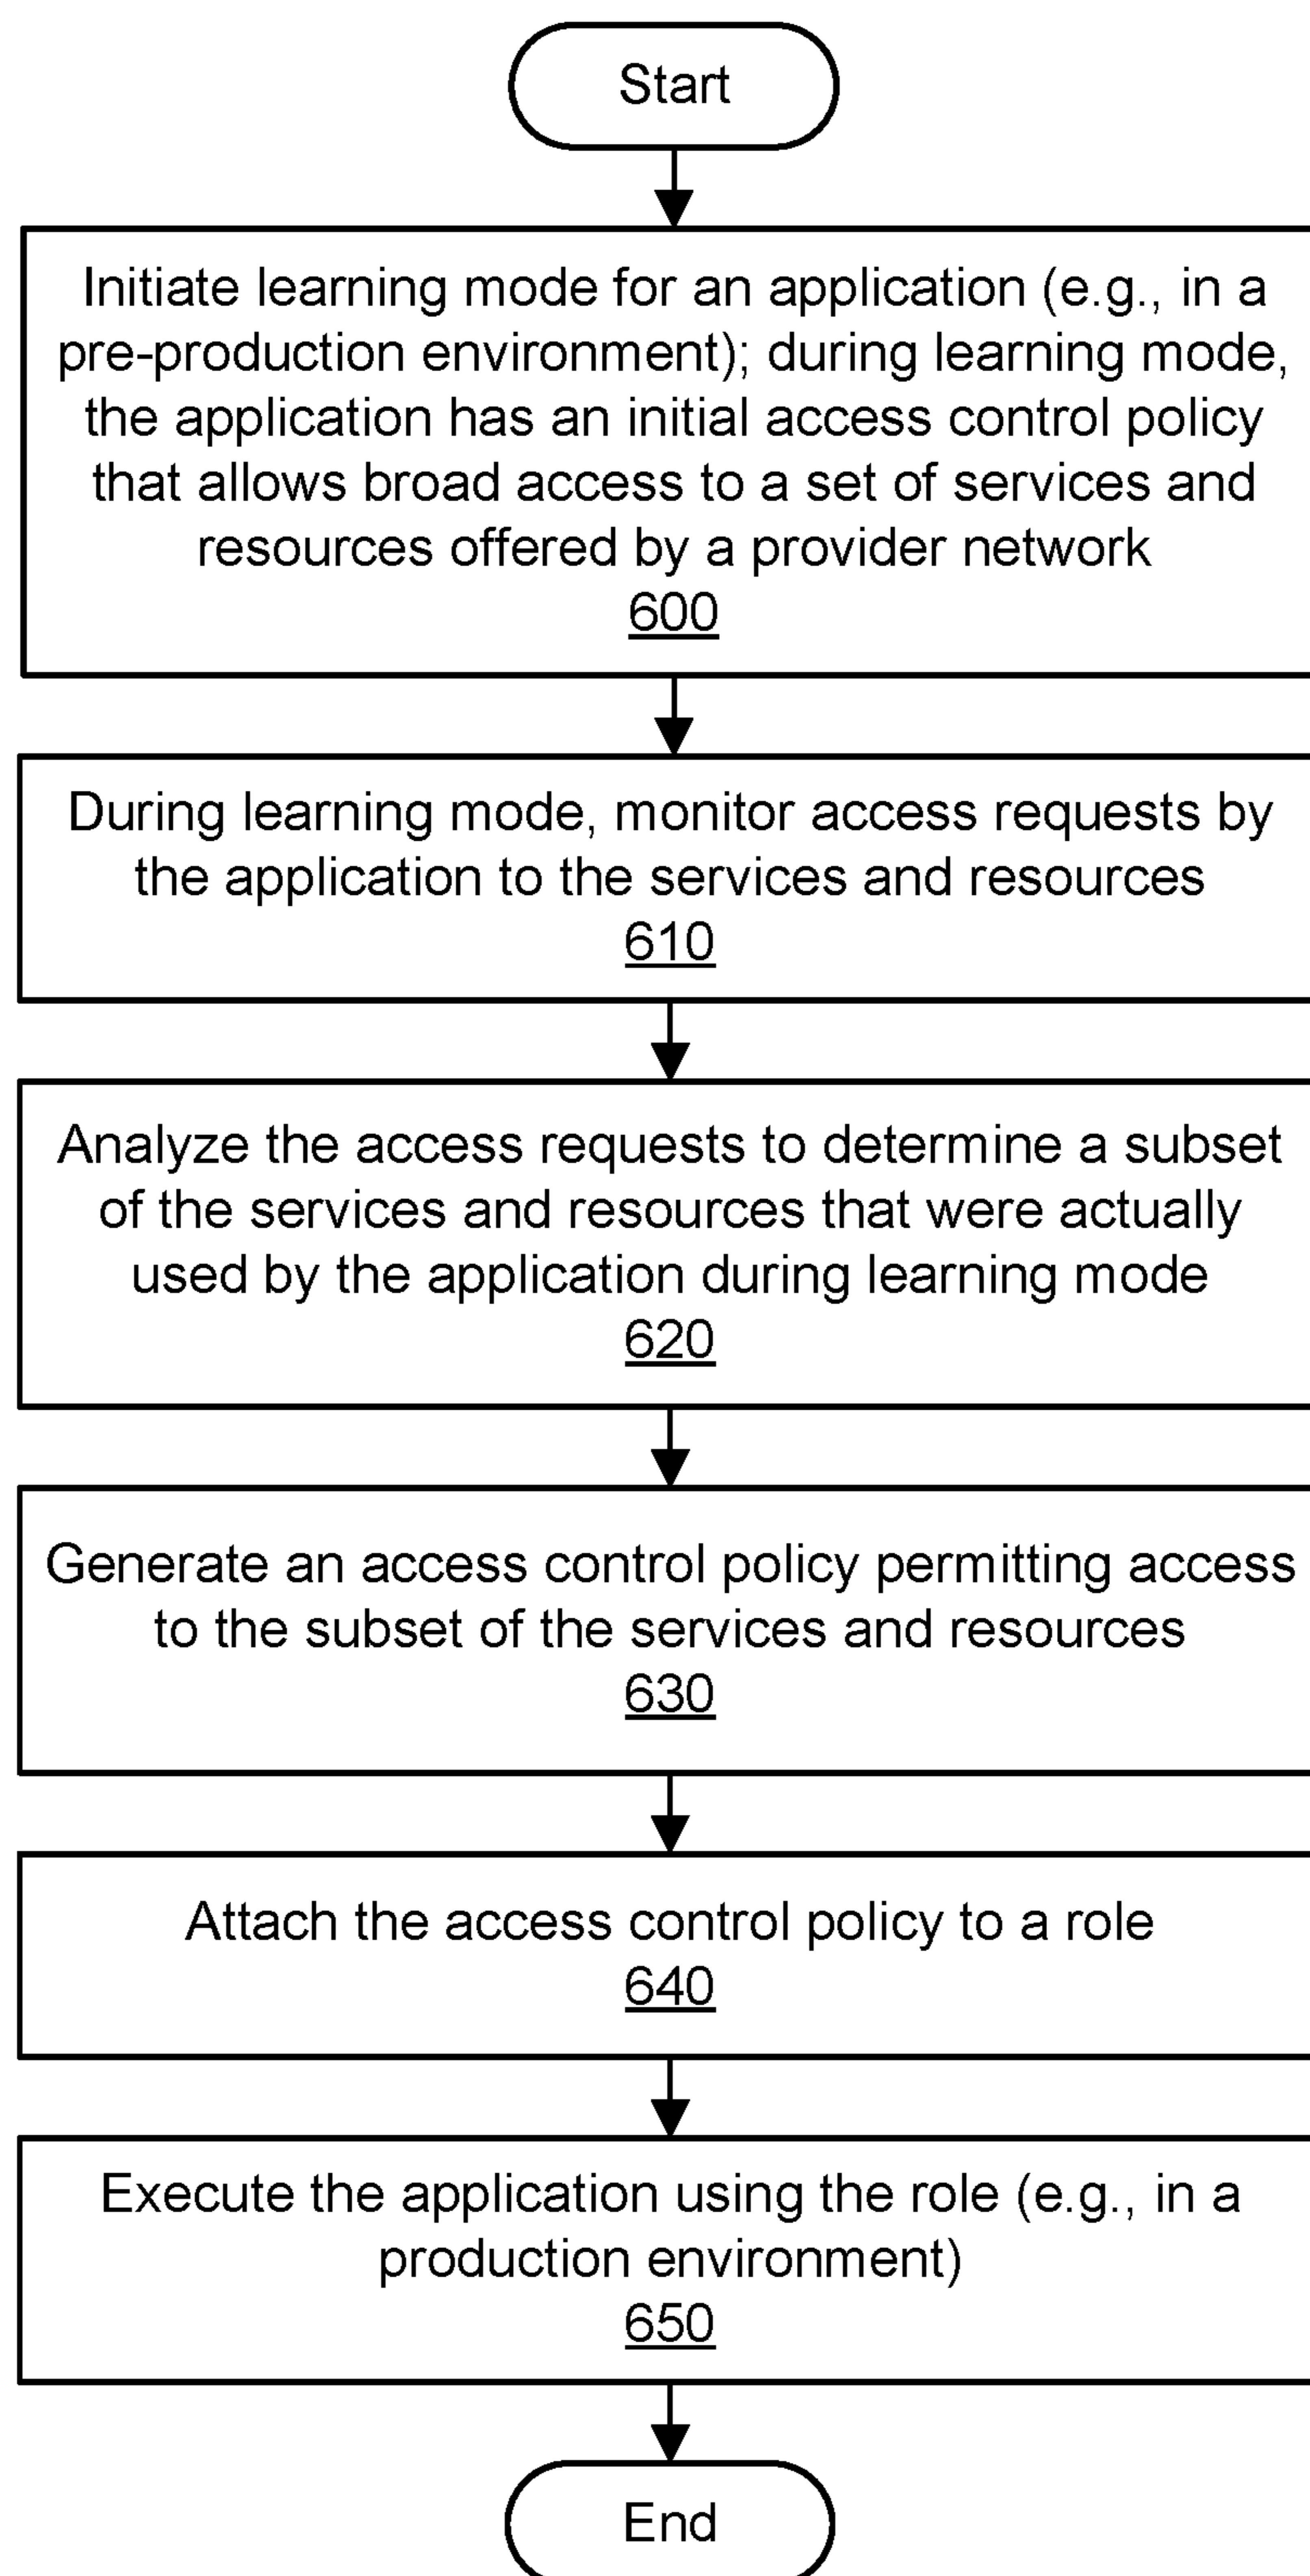 Start
Initiate learning mode for an application (e.g., in a
pre-production environment); during learning mode,
the application has an initial access control policy
that allows broad access to a set of services and
resources offered by a provider network
600
During learning mode, monitor access requests by
the application to the services and resources
610
Analyze the access requests to determine a subset
of the services and resources that were actually
used by the application during learning mode
620
Generate an access control policy permitting access
to the subset of the services and resources
630
Attach the access control policy to a role
640
Execute the application using the role (e.g., in a
production environment)
650
End